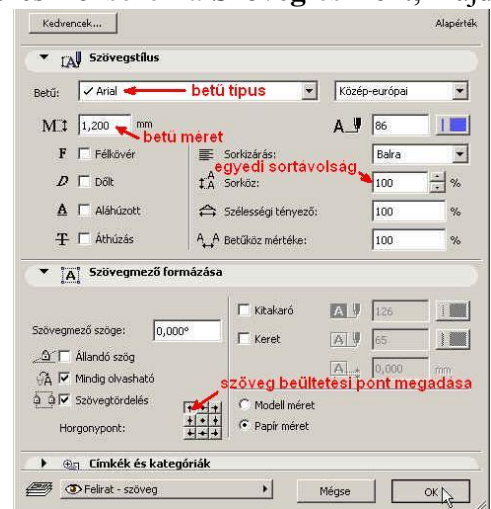 Kedvencek...
Alapérték
Szövegstílus
Betű: Arial betű tipus Közép-európai
M 1,200 mm betü méret A 86
F Félkövér Sorkizárás: Balra
egyedi sortávolság
D Dőlt Sorköz: 100 %
A Aláhúzott Szélességi tényező: 100 %
T Áthúzás Betűköz mértéke: 100 %
Szövegmező formázása
Kitakaró A 126
Szövegmező szöge: 0,000° Keret A 65
Állandó szög A 0,000 mm
Mindig olvasható
szöveg beültetési pont megadása
Szövegtördelés Modell méret
Horgonypont: Papír méret
Címkék és kategóriák
Felirat - szöveg Mégse OK